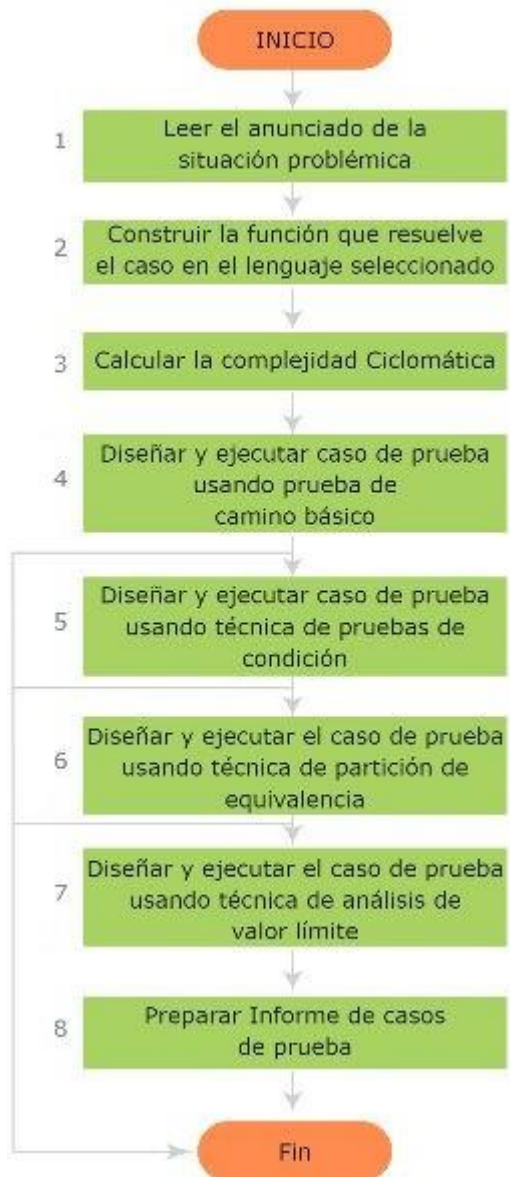 INICIO
1
Leer el anunciado de la
situación problémica
2
Construir la función que resuelve
el caso en el lenguaje seleccionado
3
Calcular la complejidad Ciclomática
4
Diseñar y ejecutar caso de prueba
usando prueba de
camino básico
5
Diseñar y ejecutar caso de prueba
usando técnica de pruebas de
condición
6
Diseñar y ejecutar el caso de prueba
usando técnica de partición de
equivalencia
7
Diseñar y ejecutar el caso de prueba
usando técnica de análisis de
valor límite
8
Preparar Informe de casos
de prueba
Fin